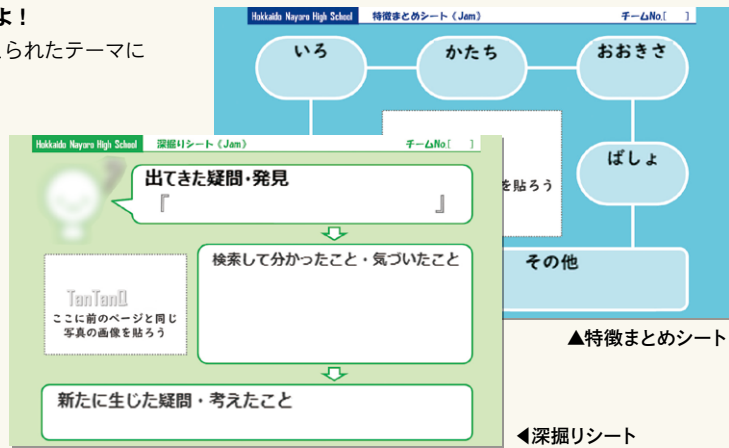 よ！
られたテーマに
Hokkaido Nayoro High School 特徴まとめシート（Jam） チームNo.[ ]
いろ
かたち
おおきさ
ばしょ
を貼ろう
その他
▲特徴まとめシート
Hokkaido Nayoro High School 深掘りシート（Jam） チームNo.[ ]
出てきた疑問・発見
『 』
検索して分かったこと・気づいたこと
TanTanQ
ここに前のページと同じ
写真の画像を貼ろう
新たに生じた疑問・考えたこと
◀深掘りシート